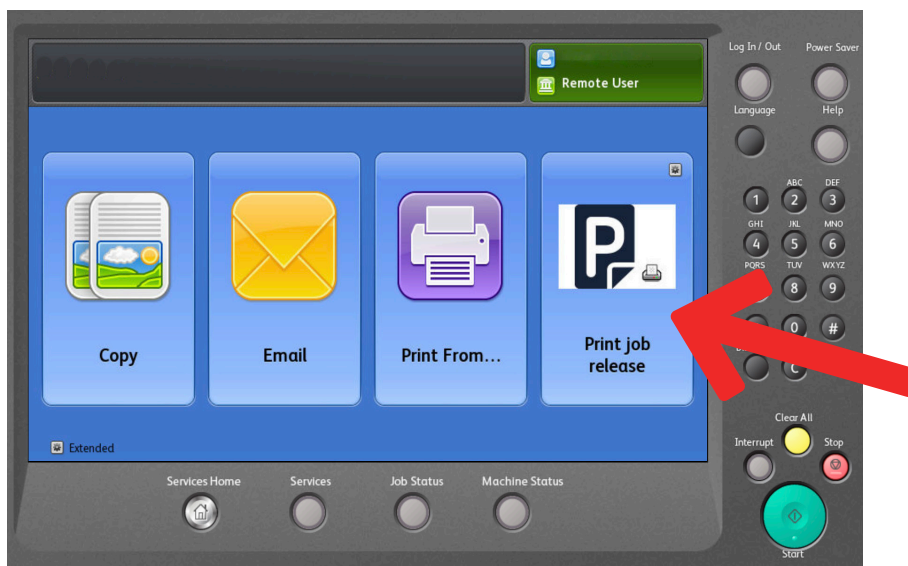 Log In / Out
Power Saver
Remote User
Language
Help
P
Copy
Email
Print From...
Print job
release
Extended
ABC
DEF
1
2
3
GHI
JKL
MNO
4
5
6
PQRS
TUV
WXYZ
8
9
0
#
C
Clear All
Interrupt
Stop
Services Home
Services
Job Status
Machine Status
Start